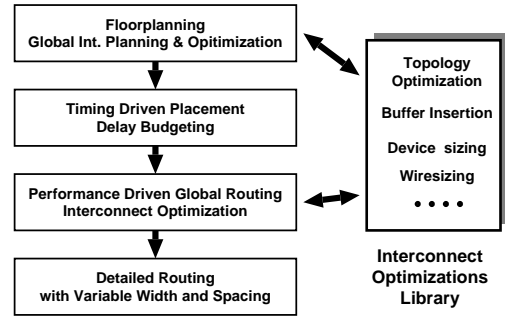 Floorplanning
Global Int. Planning & Opitimization
Timing Driven Placement
Delay Budgeting
Performance Driven Global Routing
Interconnect Optimization
Detailed Routing
with Variable Width and Spacing
Topology
Optimization
Buffer Insertion
Device sizing
Wiresizing
• • • •
Interconnect
Optimizations
Library